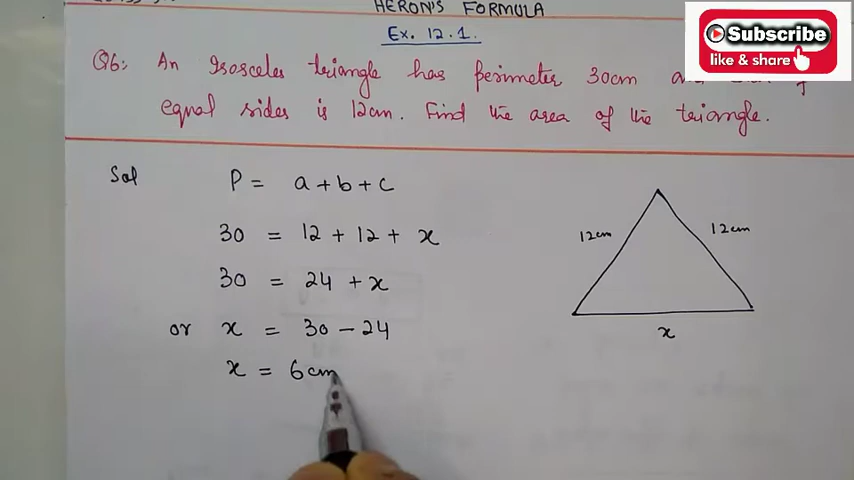 HERON'S FORMULA
Ex. 12.1.
Subscribe
like & share
Q6: An Isosceles triangle has perimeter 30cm
equal sides is 12cm. Find the area of the triangle.
Sol
P = a + b + c
30 = 12 + 12 + x
30 = 24 + x
or x = 30 - 24
x = 6cm
12cm 12cm
x